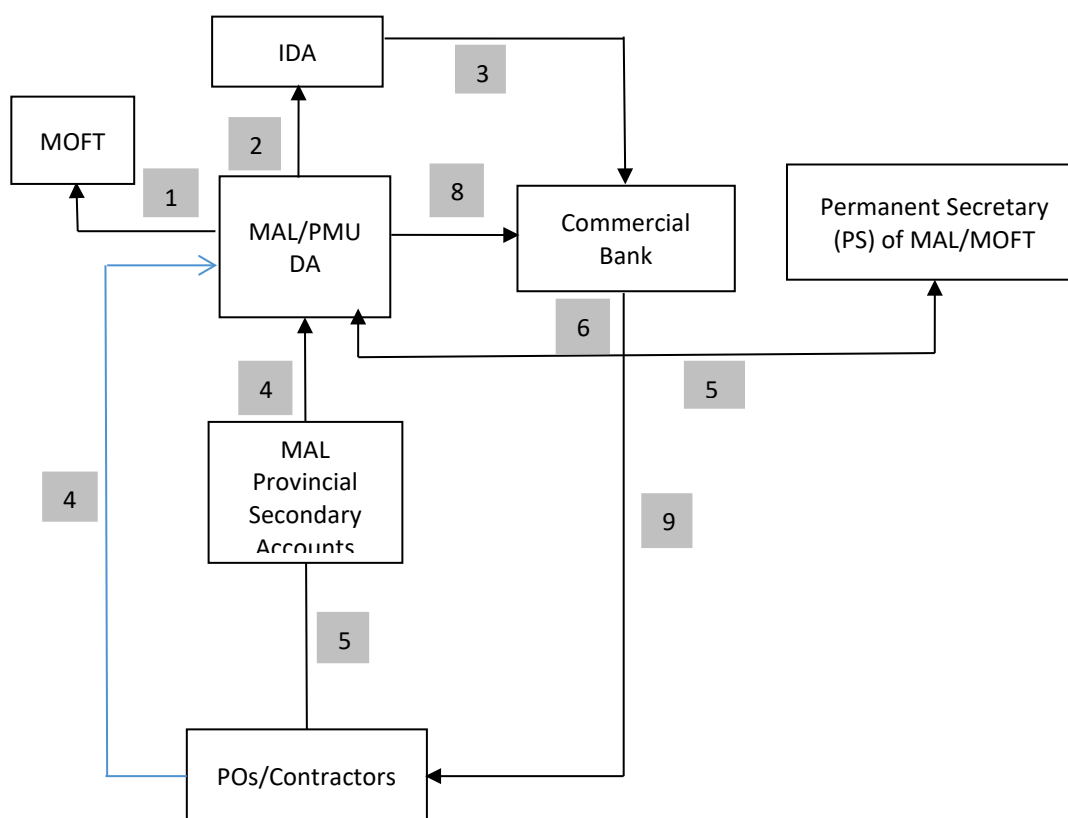 IDA
3
MOFT
2
1
MAL/PMU
DA
8
Commercial
Bank
Permanent Secretary
(PS) of MAL/MOFT
6
5
4
MAL
Provincial
Secondary
Accounts
4
9
5
POs/Contractors